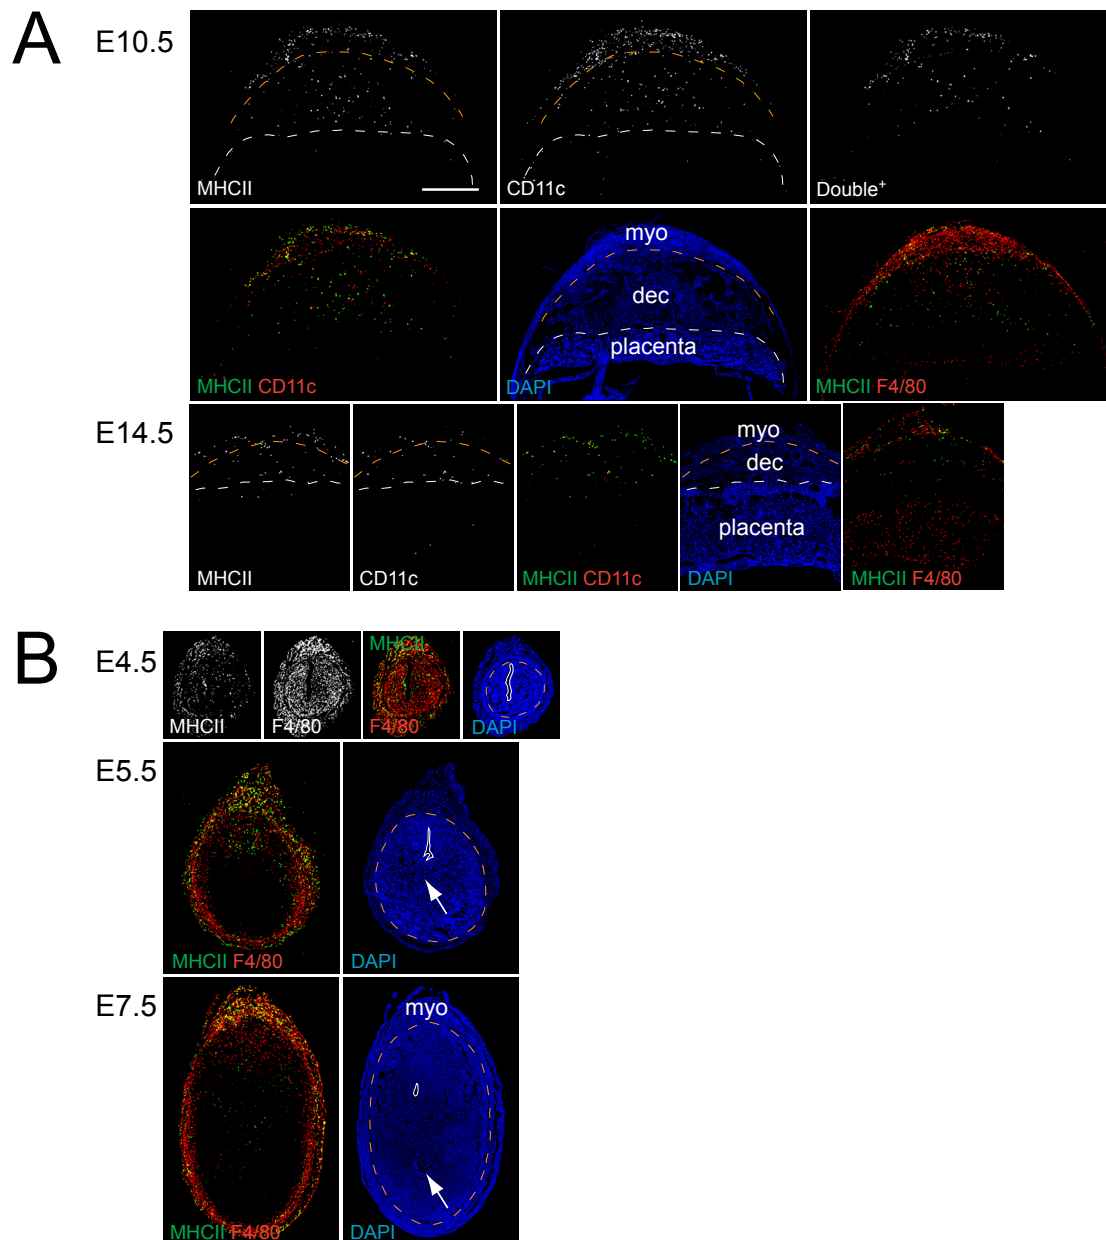 A
E10.5
MHCII
CD11c
Double⁺
MHCII CD11c
myo
dec
placenta
DAPI
MHCII F4/80
E14.5
MHCII
CD11c
MHCII CD11c
myo
dec
placenta
DAPI
MHCII F4/80
B
E4.5
MHCII
F4/80
MHCII
F4/80
DAPI
E5.5
MHCII F4/80
DAPI
E7.5
MHCII F4/80
myo
DAPI